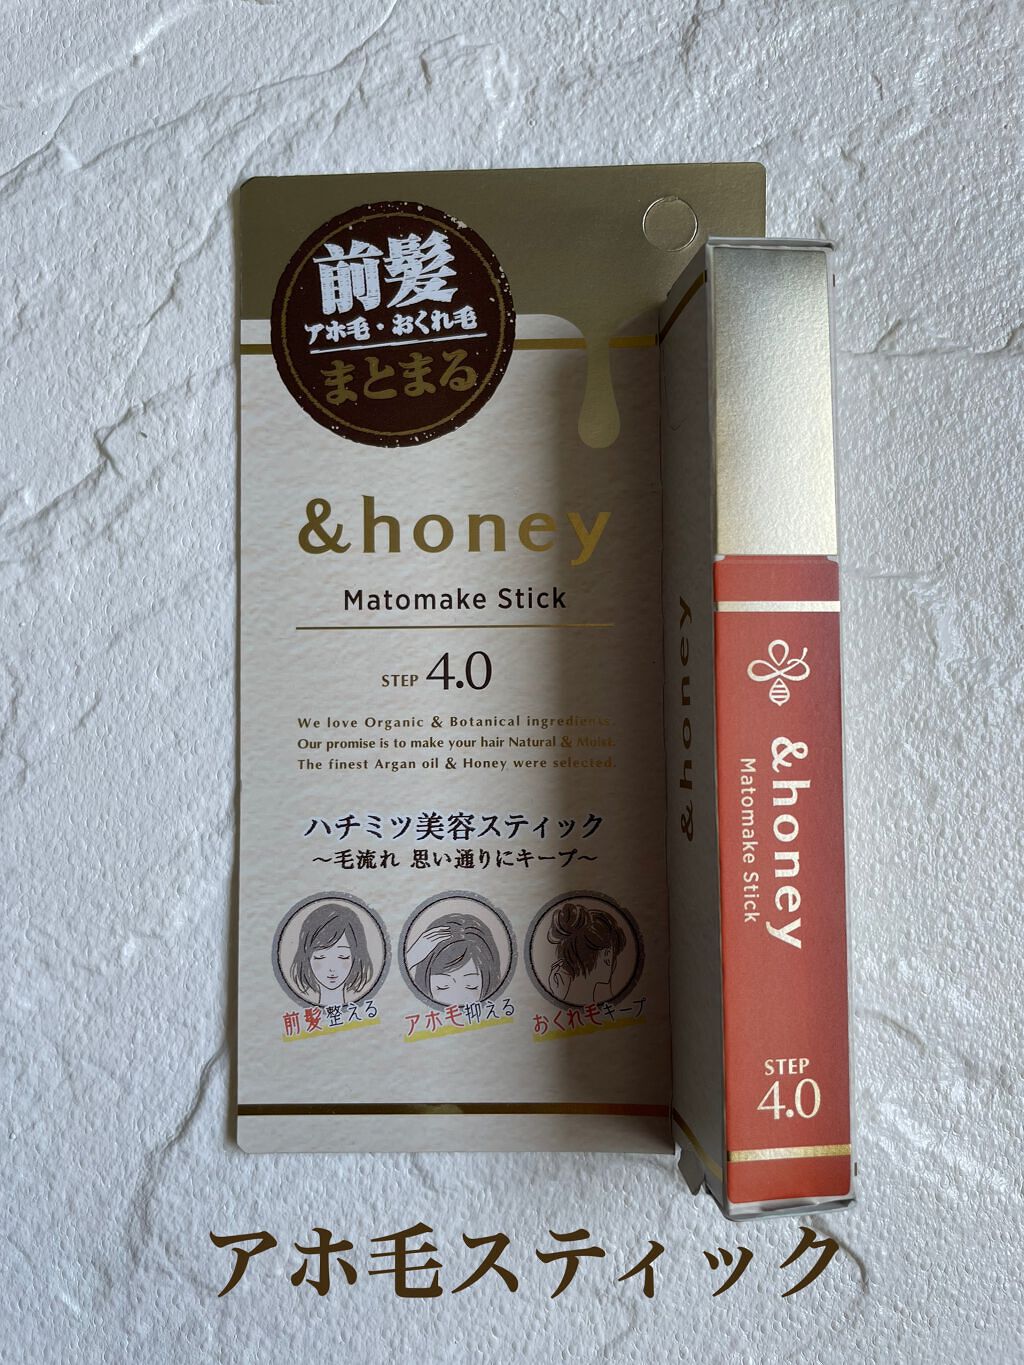 前髪
アホ毛・おくれ毛
まとまる
&honey
Matomake Stick
STEP 4.0
We love Organic & Botanical ingredients.
Our promise is to make your hair Natural & Moist.
The finest Argan oil & Honey were selected.
ハチミツ美容スティック
～毛流れ 思い通りにキープ～
前髪整える
アホ毛抑える
おくれ毛キープ
&honey
&honey
Matomake Stick
STEP
4.0
アホ毛スティック